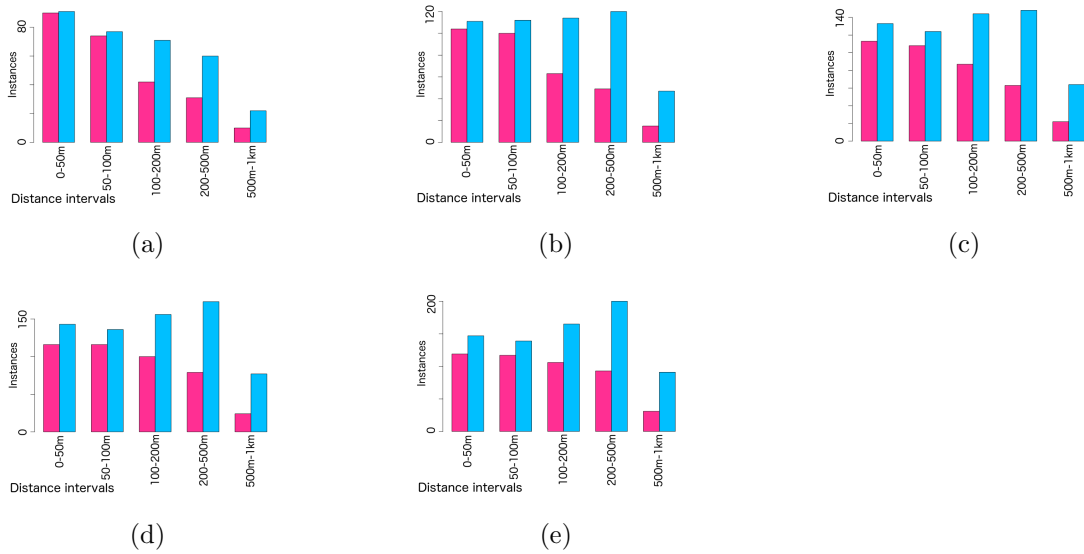 80
0
Instances
0-50m
50-100m
100-200m
200-500m
500m-1km
Distance intervals
(a)
120
0
Instances
0-50m
50-100m
100-200m
200-500m
500m-1km
Distance intervals
(b)
140
0
Instances
0-50m
50-100m
100-200m
200-500m
500m-1km
Distance intervals
(c)
150
0
Instances
0-50m
50-100m
100-200m
200-500m
500m-1km
Distance intervals
(d)
200
0
Instances
0-50m
50-100m
100-200m
200-500m
500m-1km
Distance intervals
(e)